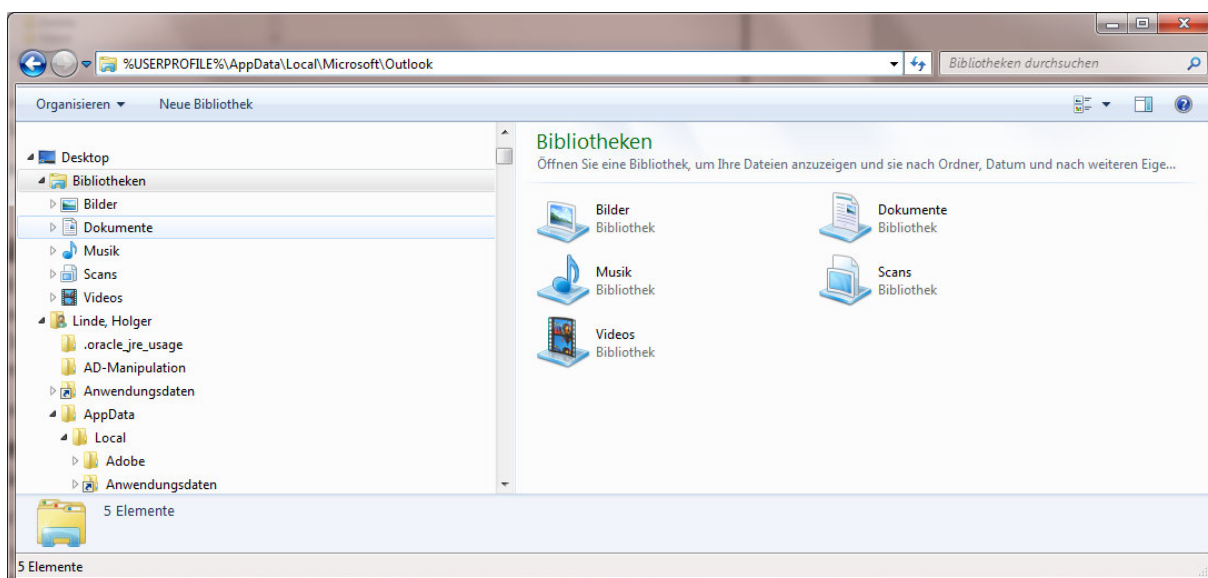 %USERPROFILE%\AppData\Local\Microsoft\Outlook
Bibliotheken durchsuchen
Organisieren
Neue Bibliothek
Desktop
Bibliotheken
Bilder
Dokumente
Musik
Scans
Videos
Linde, Holger
.oracle_jre_usage
AD-Manipulation
Anwendungsdaten
AppData
Local
Adobe
Anwendungsdaten
Bibliotheken
Öffnen Sie eine Bibliothek, um Ihre Dateien anzuzeigen und sie nach Ordner, Datum und nach weiteren Eige...
Bilder
Bibliothek
Dokumente
Bibliothek
Musik
Bibliothek
Scans
Bibliothek
Videos
Bibliothek
5 Elemente
5 Elemente